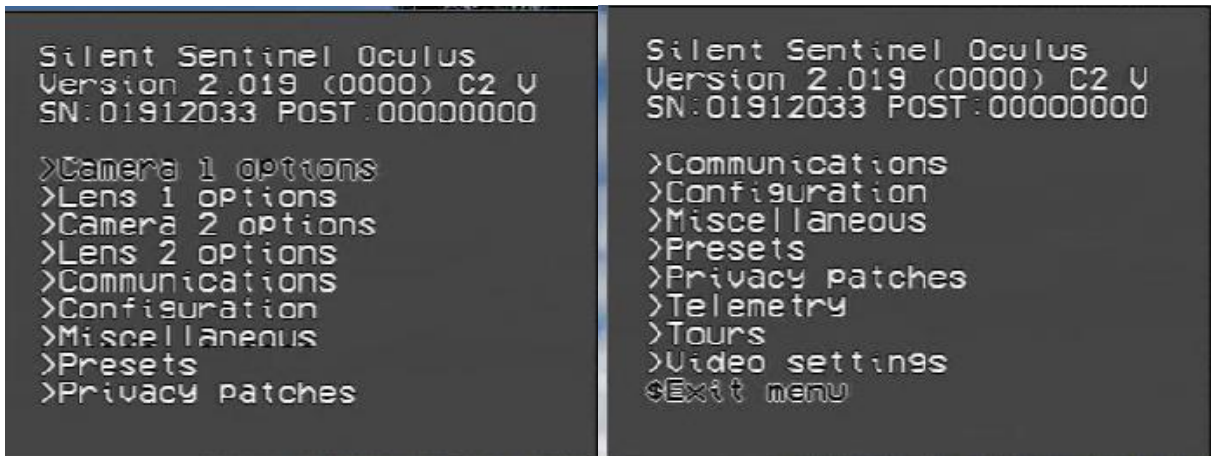 Silent Sentinel Oculus
Version 2.019 (0000) C2 V
SN:01912033 POST:00000000
>Camera 1 options
>Lens 1 options
>Camera 2 options
>Lens 2 options
>Communications
>Configuration
>Miscellaneous
>Presets
>Privacy patches
Silent Sentinel Oculus
Version 2.019 (0000) C2 V
SN:01912033 POST:00000000
>Communications
>Configuration
>Miscellaneous
>Presets
>Privacy patches
>Telemetry
>Tours
>Video settings
$Exit menu